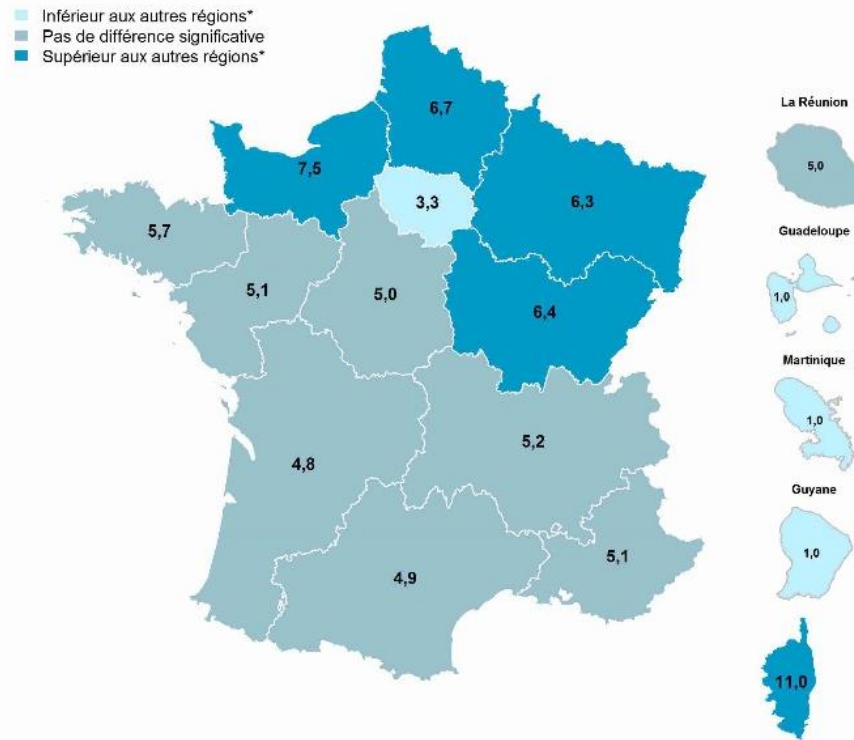 Inférieur aux autres régions*
Pas de différence significative
Supérieur aux autres régions*
6,7
La Réunion
7,5
5,0
3,3
6,3
5,7
Guadeloupe
5,1
5,0
1,0
6,4
Martinique
1,0
4,8
5,2
Guyane
1,0
5,1
4,9
11,0